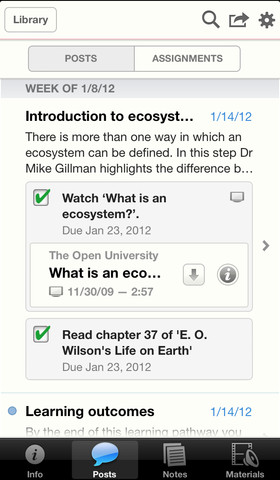 Library
POSTS
ASSIGNMENTS
WEEK OF 1/8/12
Introduction to ecosyst... 1/14/12
There is more than one way in which an
ecosystem can be defined. In this step Dr
Mike Gillman highlights the difference b...
Watch ‘What is an
ecosystem?’.
Due Jan 23, 2012
The Open University
What is an eco...
11/30/09 — 2:57
Read chapter 37 of 'E. O.
Wilson's Life on Earth'
Due Jan 23, 2012
Learning outcomes 1/14/12
By the end of this learning pathway you
Info
Posts
Notes
Materials